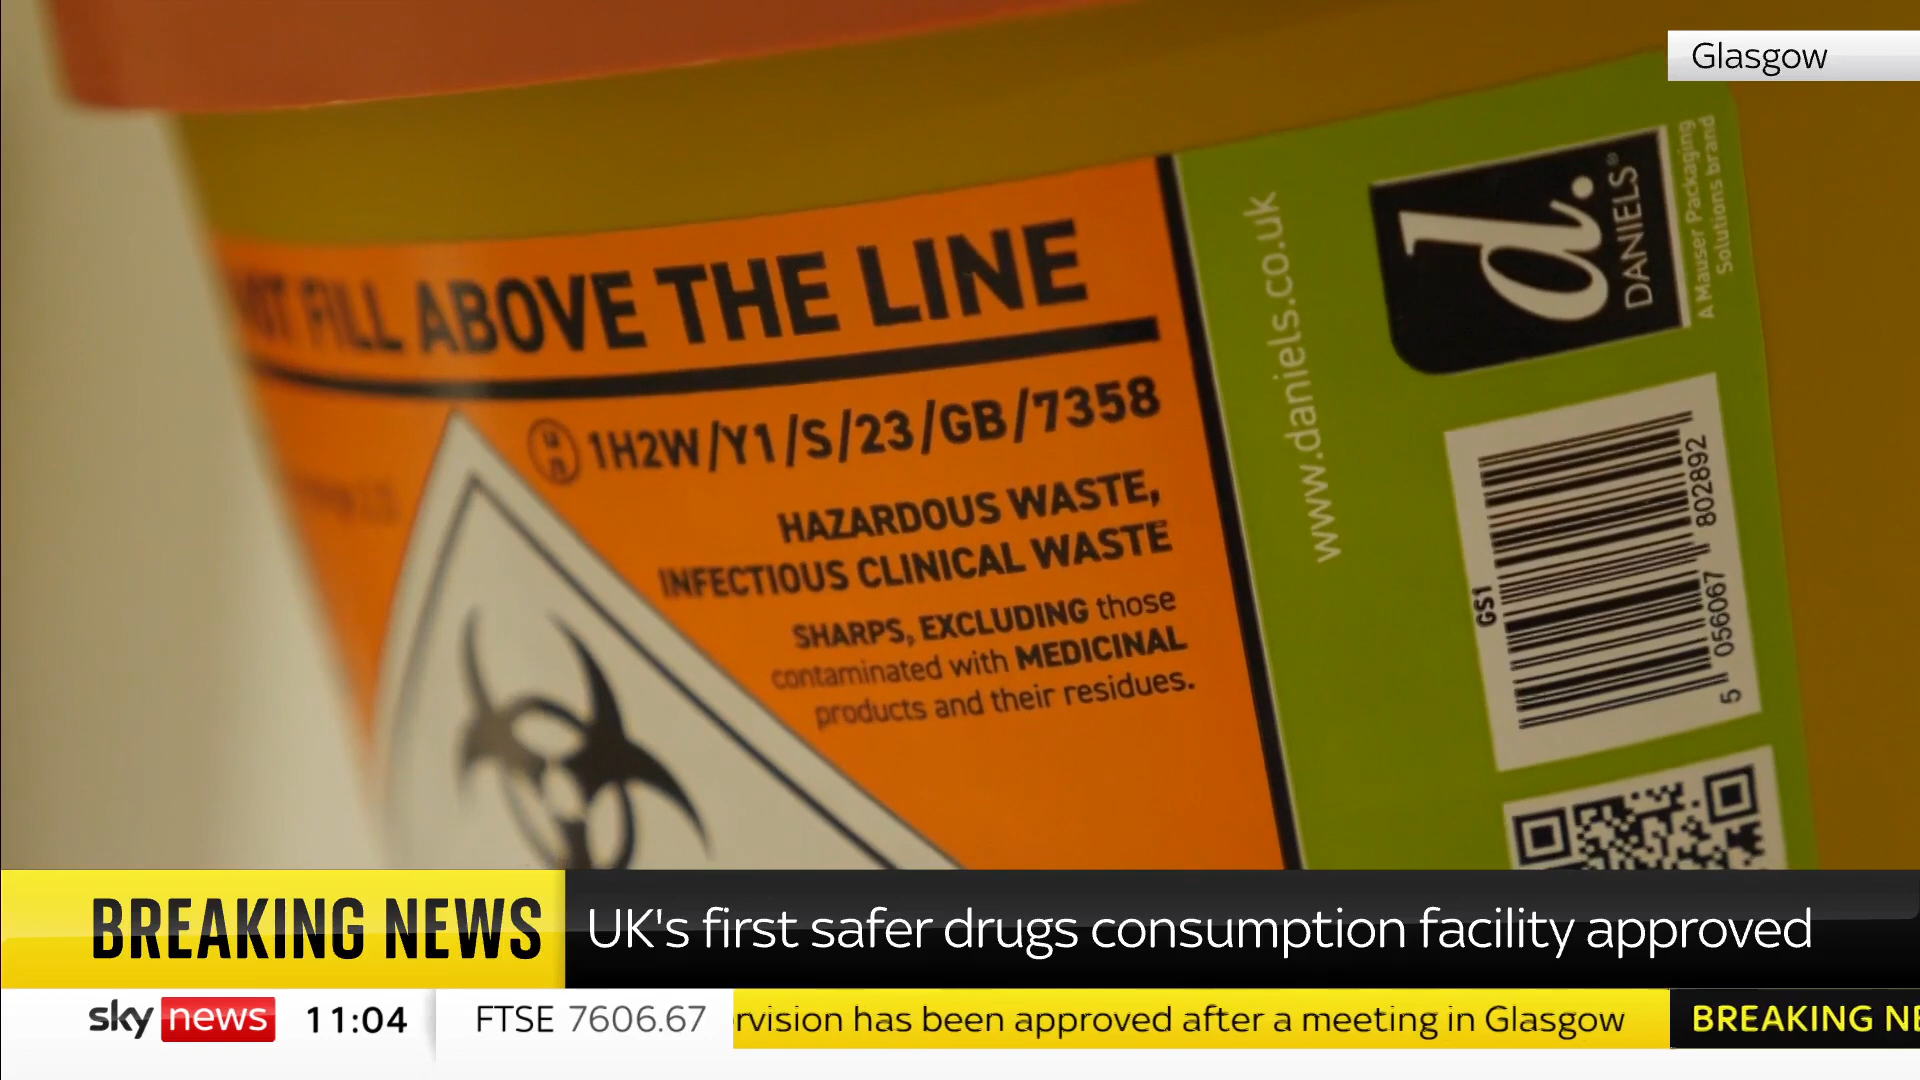 Glasgow
FILL ABOVE THE LINE
1H2W/Y1/S/23/GB/7358
HAZARDOUS WASTE,
INFECTIOUS CLINICAL WASTE
SHARPS, EXCLUDING those
contaminated with MEDICINAL
products and their residues.
www.daniels.co.uk
d.
DANIELS®
A Mauser Packaging
Solutions brand
GS1
5 056067 802892
BREAKING NEWS
UK's first safer drugs consumption facility approved
sky news 11:04 FTSE 7606.67 rvision has been approved after a meeting in Glasgow BREAKING NE